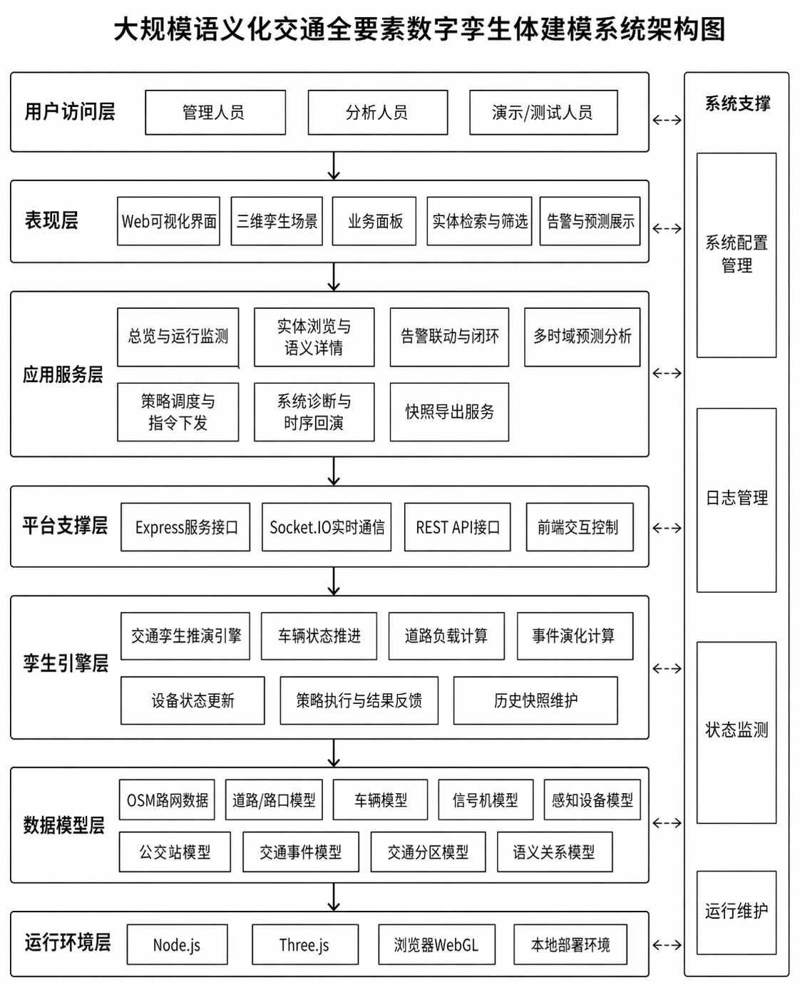 大规模语义化交通全要素数字孪生体建模系统架构图
用户访问层
管理人员
分析人员
演示/测试人员
表现层
Web可视化界面
三维孪生场景
业务面板
实体检索与筛选
告警与预测展示
应用服务层
总览与运行监测
实体浏览与
语义详情
告警联动与闭环
多时域预测分析
策略调度与
指令下发
系统诊断与
时序回演
快照导出服务
平台支撑层
Express服务接口
Socket.IO实时通信
REST API接口
前端交互控制
孪生引擎层
交通孪生推演引擎
车辆状态推进
道路负载计算
事件演化计算
设备状态更新
策略执行与结果反馈
历史快照维护
数据模型层
OSM路网数据
道路/路口模型
车辆模型
信号机模型
感知设备模型
公交站模型
交通事件模型
交通分区模型
语义关系模型
运行环境层
Node.js
Three.js
浏览器WebGL
本地部署环境
系统支撑
系统配置
管理
日志管理
状态监测
运行维护